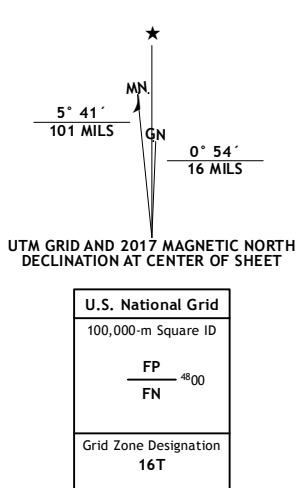 ★
MN
5° 41´
101 MILS
GN
0° 54´
16 MILS
UTM GRID AND 2017 MAGNETIC NORTH
DECLINATION AT CENTER OF SHEET
U.S. National Grid
100,000-m Square ID
FP
4800
FN
Grid Zone Designation
16T